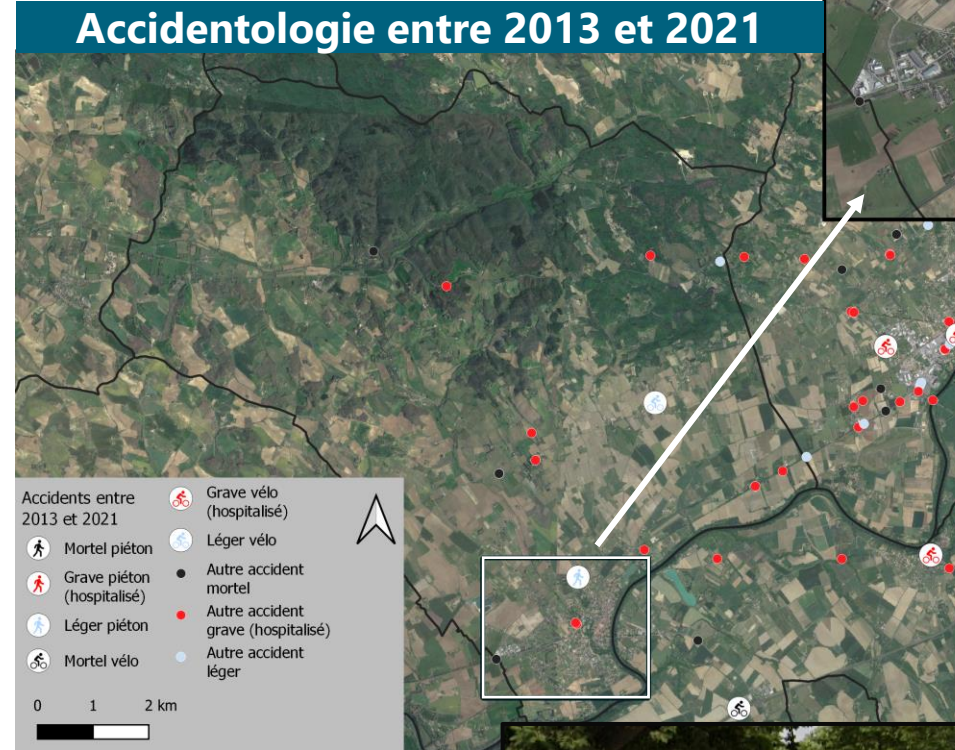 Accidentologie entre 2013 et 2021
Accidents entre
2013 et 2021
Mortel piéton
Grave piéton
(hospitalisé)
Léger piéton
Mortel vélo
Grave vélo
(hospitalisé)
Léger vélo
Autre accident
mortel
Autre accident
grave (hospitalisé)
Autre accident
léger
0 1 2 km